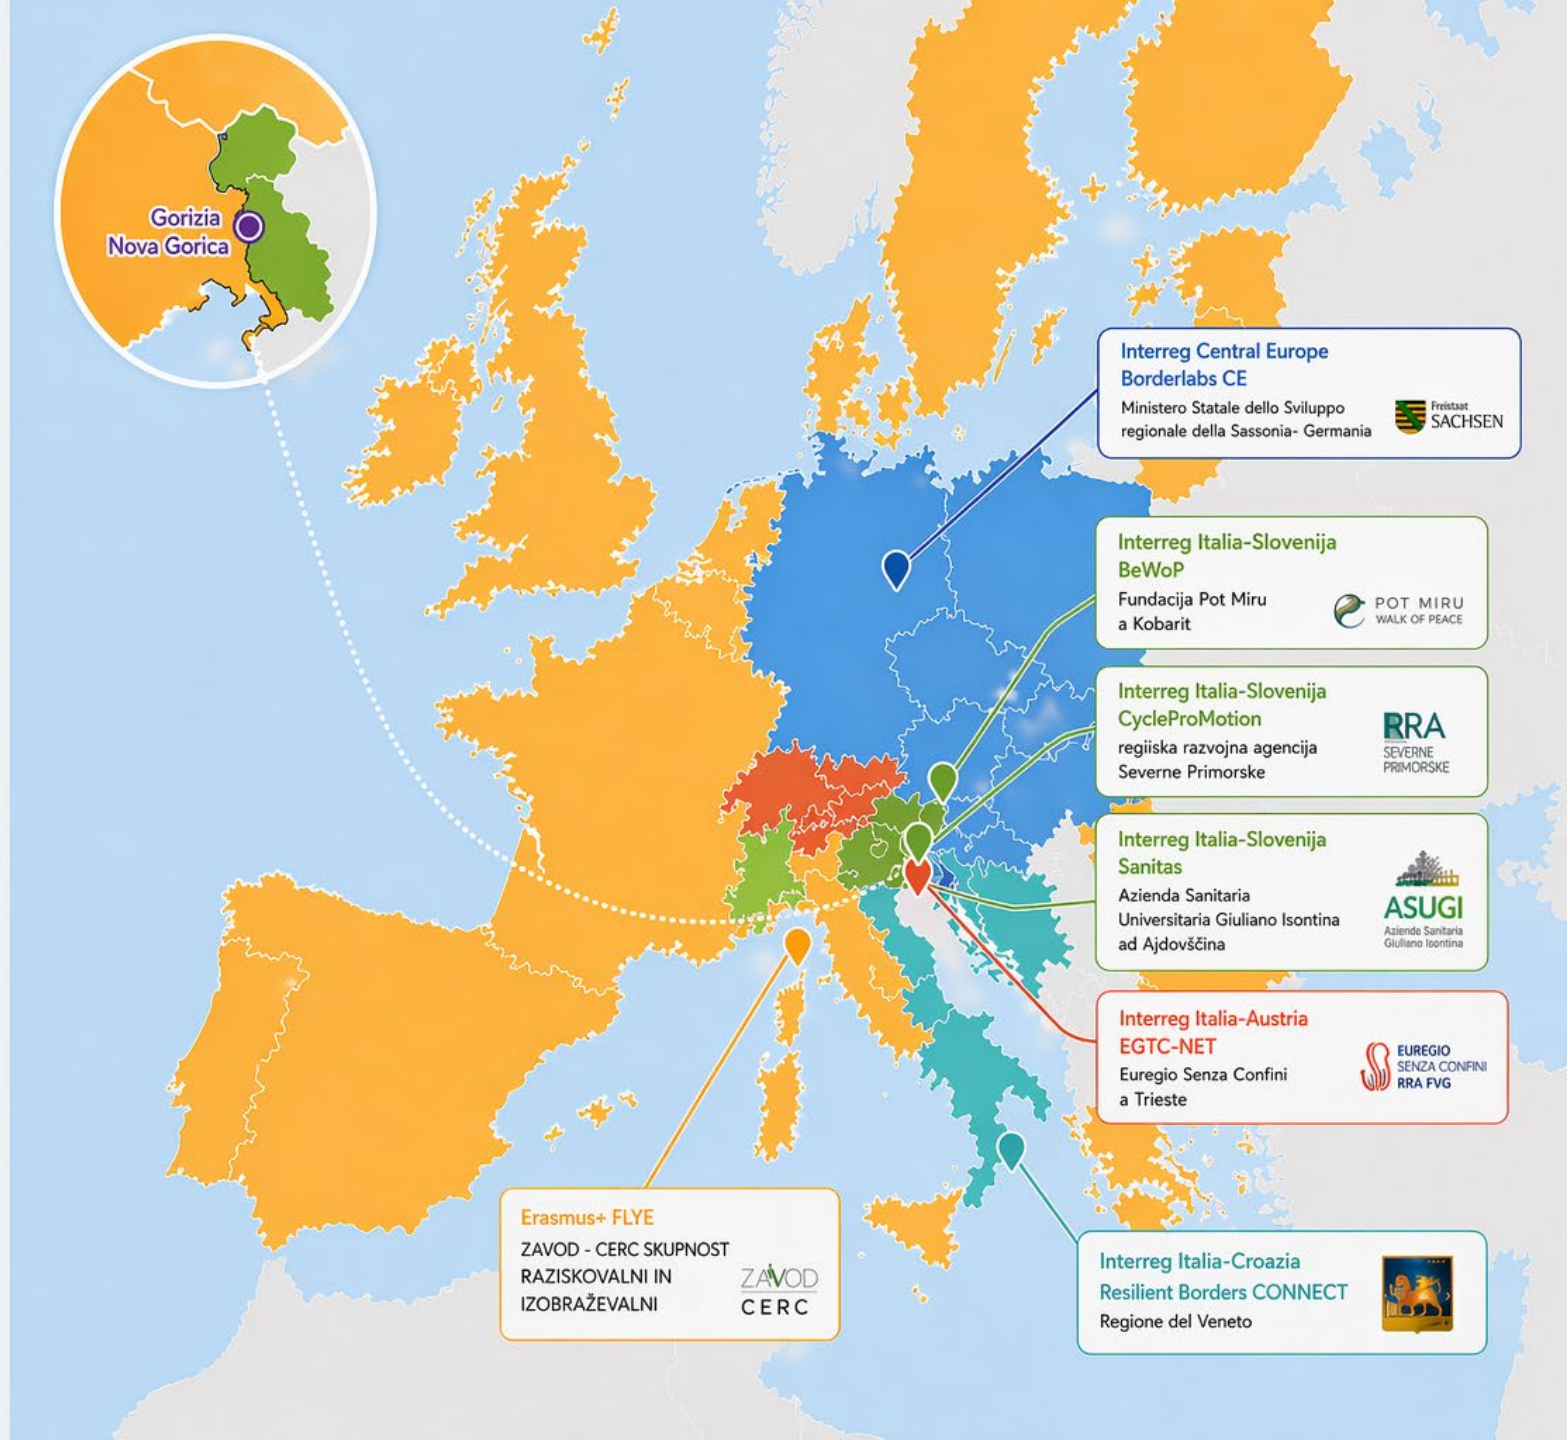 Gorizia
Nova Gorica
Interreg Central Europe
Borderlabs CE
Ministero Statale dello Sviluppo
regionale della Sassonia- Germania
Freistaat
SACHSEN
Interreg Italia-Slovenija
BeWoP
Fundacija Pot Miru
a Kobarit
POT MIRU
WALK OF PEACE
Interreg Italia-Slovenija
CycleProMotion
regiiska razvojna agencija
Severne Primorske
RRA
SEVERNE
PRIMORSKE
Interreg Italia-Slovenija
Sanitas
Azienda Sanitaria
Universitaria Giuliano Isontina
ad Ajdovščina
ASUGI
Azienda Sanitaria
Giuliano Isontina
Interreg Italia-Austria
EGTC-NET
Euregio Senza Confini
a Trieste
EUREGIO
SENZA CONFINI
RRA FVG
Erasmus+ FLYE
ZAVOD - CERC SKUPNOST
RAZISKOVALNI IN
IZOBRAŽEVALNI
ZAVOD
CERC
Interreg Italia-Croazia
Resilient Borders CONNECT
Regione del Veneto